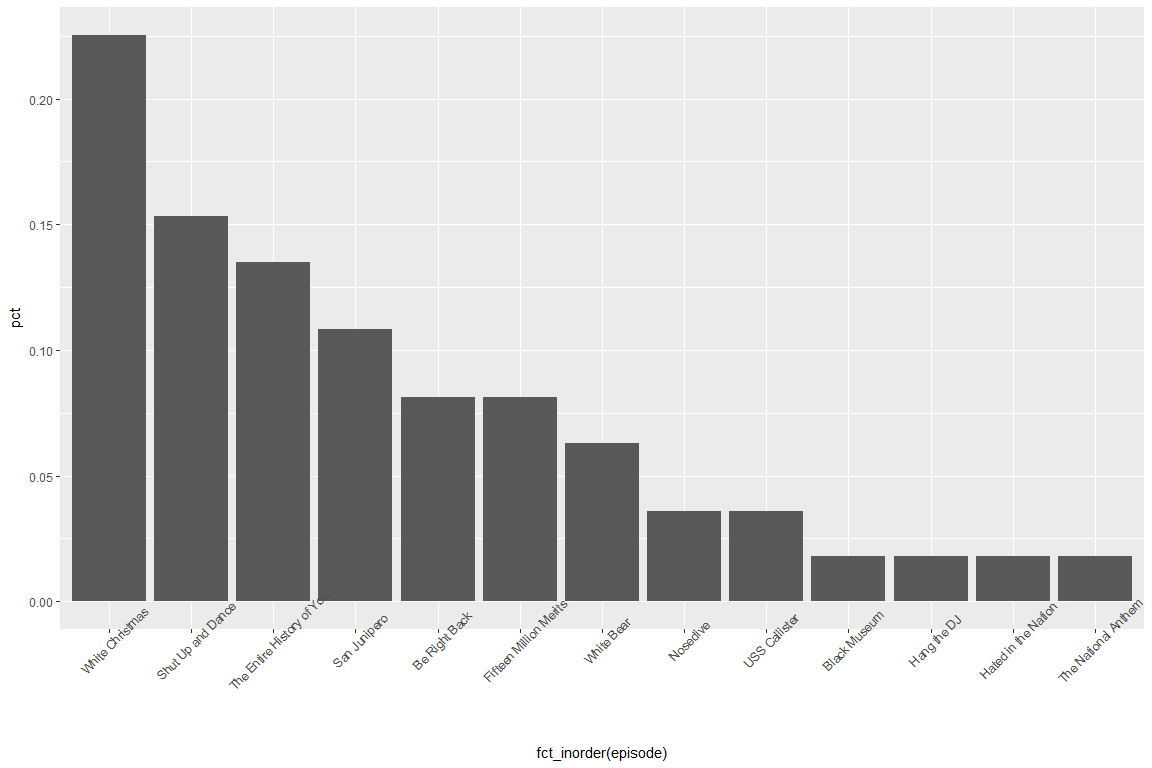 0.20
0.15
0.10
0.05
0.00
pct
White Christmas
Shut Up and Dance
The Entire History of You
San Junipero
Be Right Back
Fifteen Million Merits
White Bear
Nosedive
USS Callister
Black Museum
Hang the DJ
Hated in the Nation
The National Anthem
fct_inorder(episode)